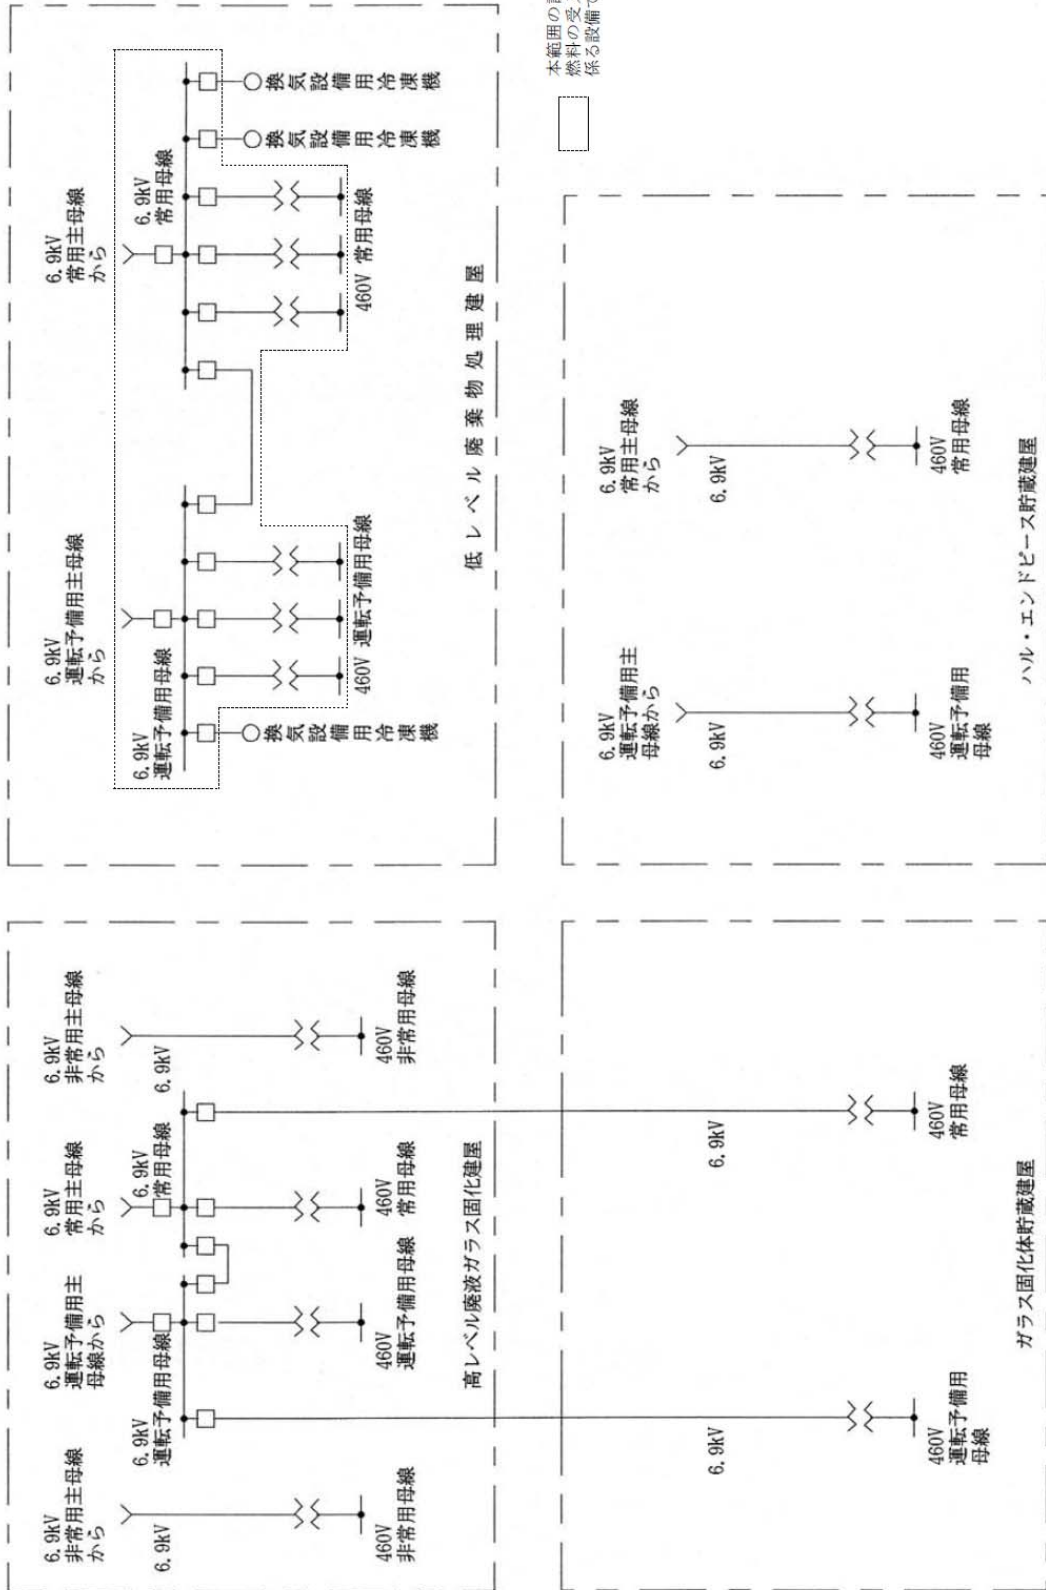 6.9kV
非常用主母線
から
6.9kV
460V
非常用母線
6.9kV
運転予備用主
母線から
6.9kV
運転予備用母線
460V
運転予備用母線
6.9kV
常用主母線
から
6.9kV
常用母線
460V
常用母線
6.9kV
非常用主母線
から
6.9kV
460V
非常用母線
高レベル廃液ガラス固化建屋
6.9kV
運転予備用主母線
から
6.9kV
運転予備用母線
換気設備用冷凍機
460V 運転予備用母線
6.9kV
常用主母線
から
6.9kV
常用母線
460V 常用母線
換気設備用冷凍機
換気設備用冷凍機
低レベル廃棄物処理建屋
6.9kV
460V
運転予備用
母線
6.9kV
460V
常用母線
ガラス固化体貯蔵建屋
6.9kV
運転予備用主
母線から
6.9kV
460V
運転予備用
母線
6.9kV
常用主母線
から
6.9kV
460V
常用母線
ハル・エンドピース貯蔵建屋
本範囲の
燃料の受
係る設備で